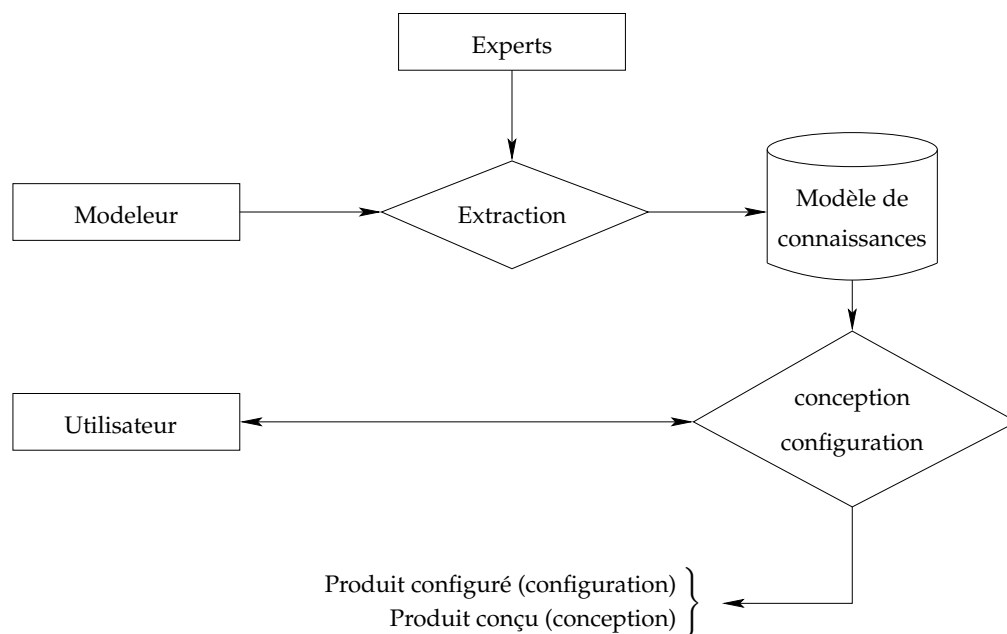 Experts
Modeleur
Extraction
Modèle de
connaissances
Utilisateur
conception
configuration
Produit configuré (configuration)
Produit conçu (conception)